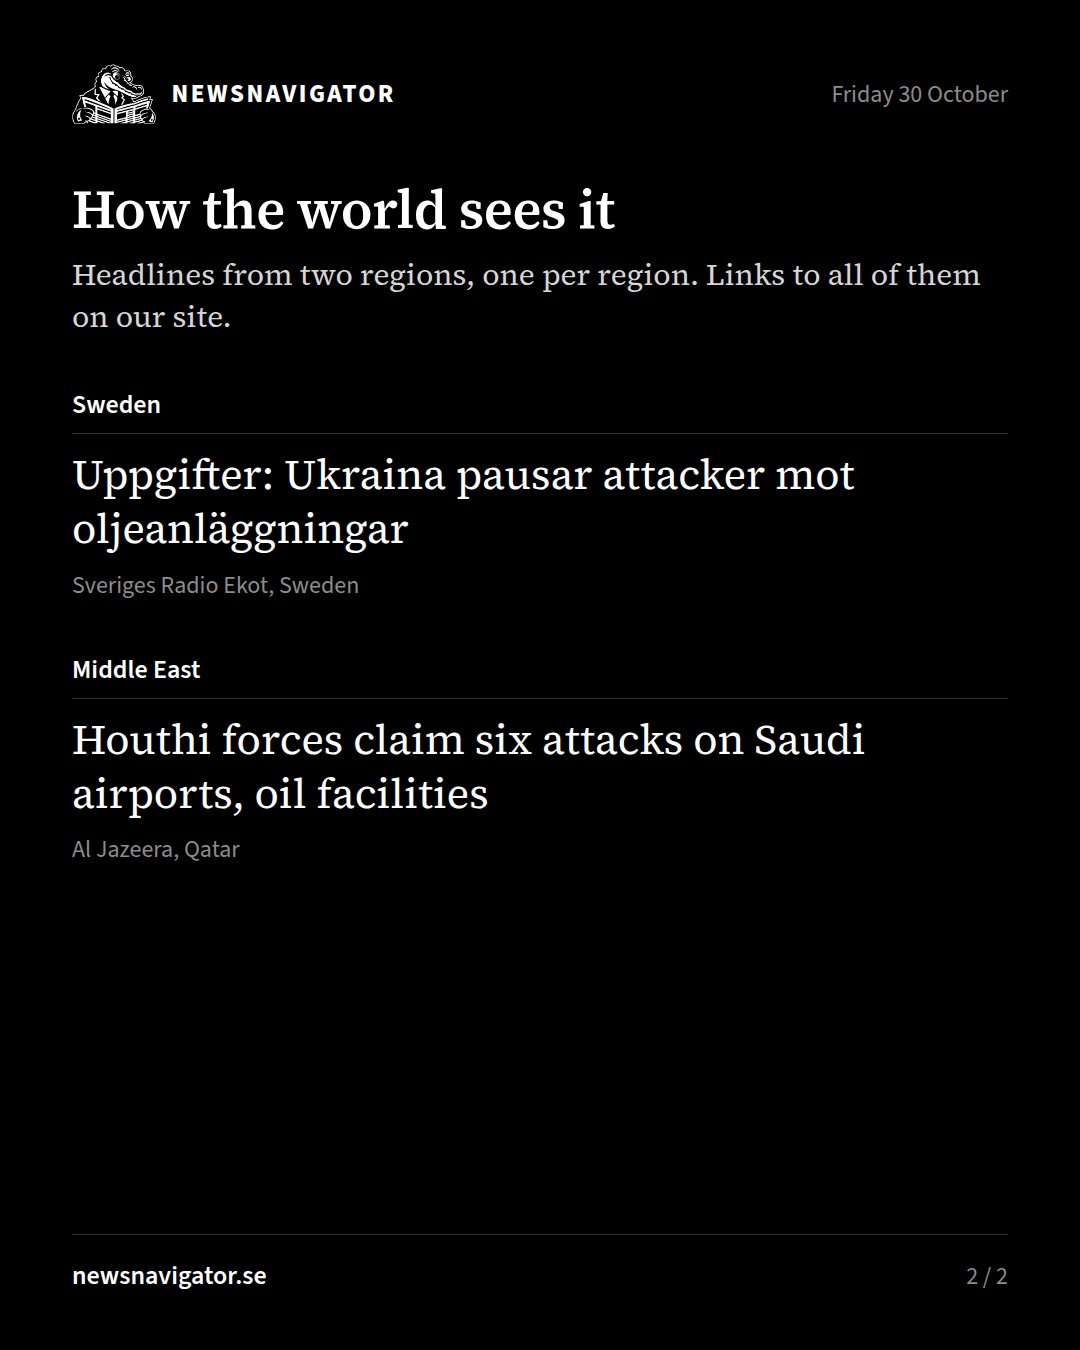 NEWSNAVIGATOR
Friday 30 October
How the world sees it
Headlines from two regions, one per region. Links to all of them
on our site.
Sweden
Uppgifter: Ukraina pausar attacker mot
oljeanläggningar
Sveriges Radio Ekot, Sweden
Middle East
Houthi forces claim six attacks on Saudi
airports, oil facilities
Al Jazeera, Qatar
newsnavigator.se
2 / 2